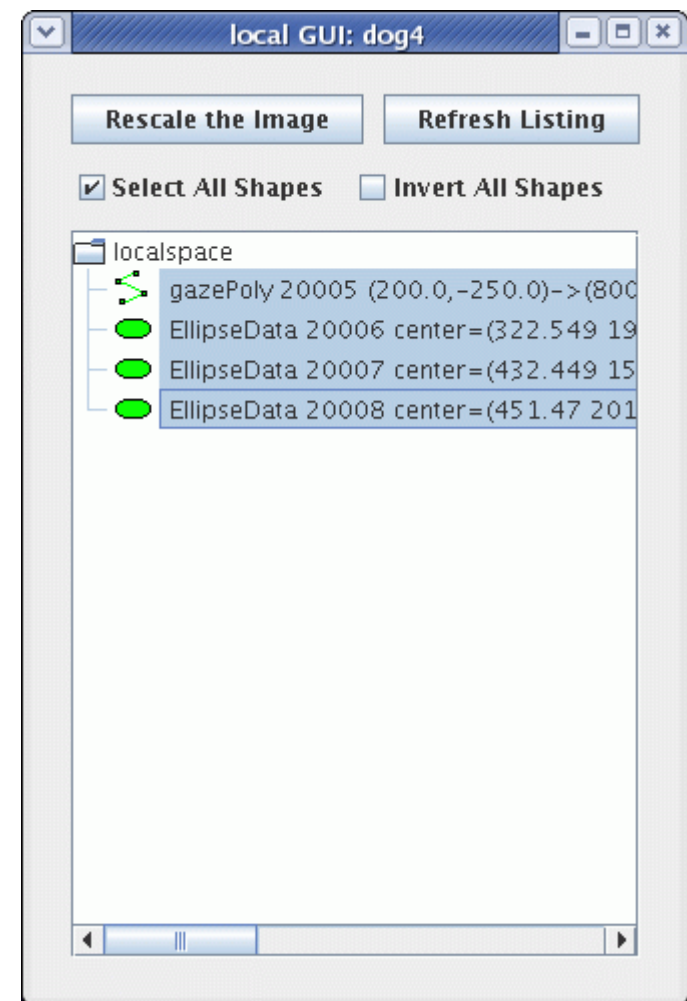 local GUI: dog4
Rescale the Image
Refresh Listing
Select All Shapes
Invert All Shapes
localspace
gazePoly 20005 (200.0,-250.0)->(800
EllipseData 20006 center=(322.549 19
EllipseData 20007 center=(432.449 15
EllipseData 20008 center=(451.47 201